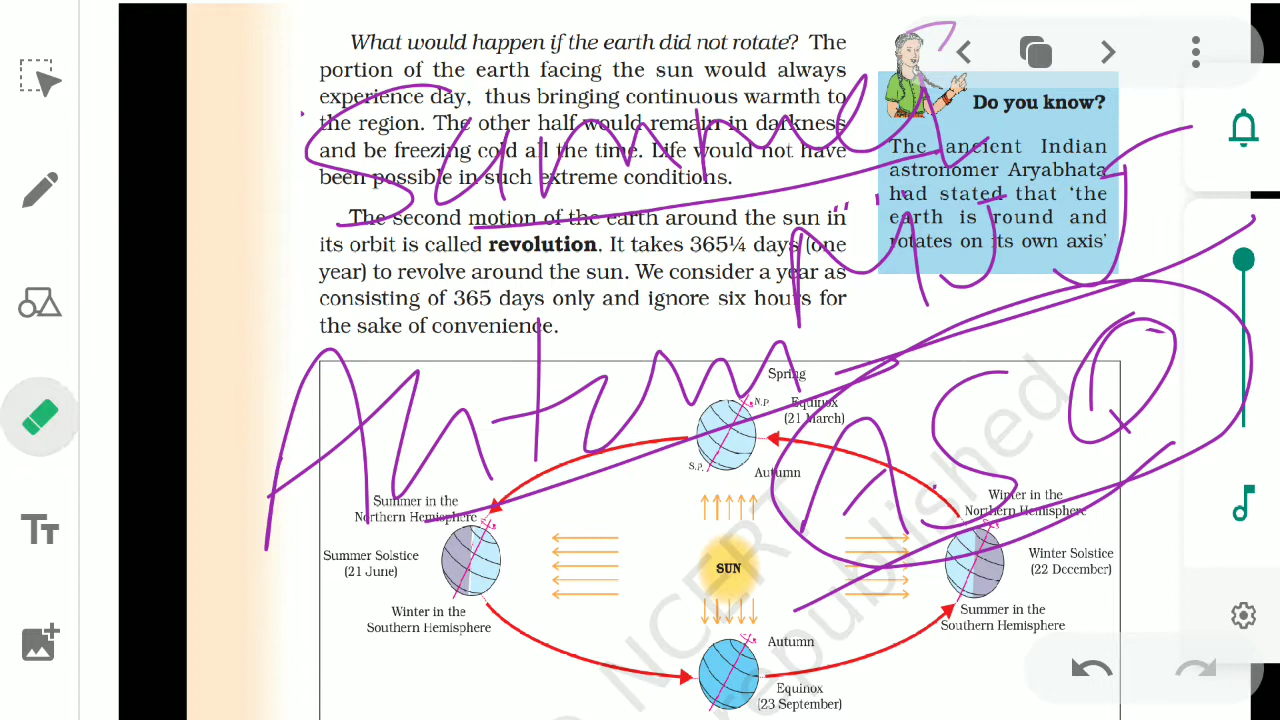 What would happen if the earth did not rotate? The
portion of the earth facing the sun would always
experience day, thus bringing continuous warmth to
the region. The other half would remain in darkness
and be freezing cold all the time. Life would not have
been possible in such extreme conditions.
The second motion of the earth around the sun in
its orbit is called revolution. It takes 365¼ days (one
year) to revolve around the sun. We consider a year as
consisting of 365 days only and ignore six hours for
the sake of convenience.
Do you know?
The ancient Indian
astronomer Aryabhata
had stated that 'the
earth is round and
rotates on its own axis'
Summer
Autumn
Spring
N.P.
Equinox
(21 March)
S.P.
Autumn
Summer in the
Northern Hemisphere
Summer Solstice
(21 June)
Winter in the
Southern Hemisphere
SUN
Winter in the
Northern Hemisphere
Winter Solstice
(22 December)
Summer in the
Southern Hemisphere
Autumn
Equinox
(23 September)
NCERT
republished
Tт